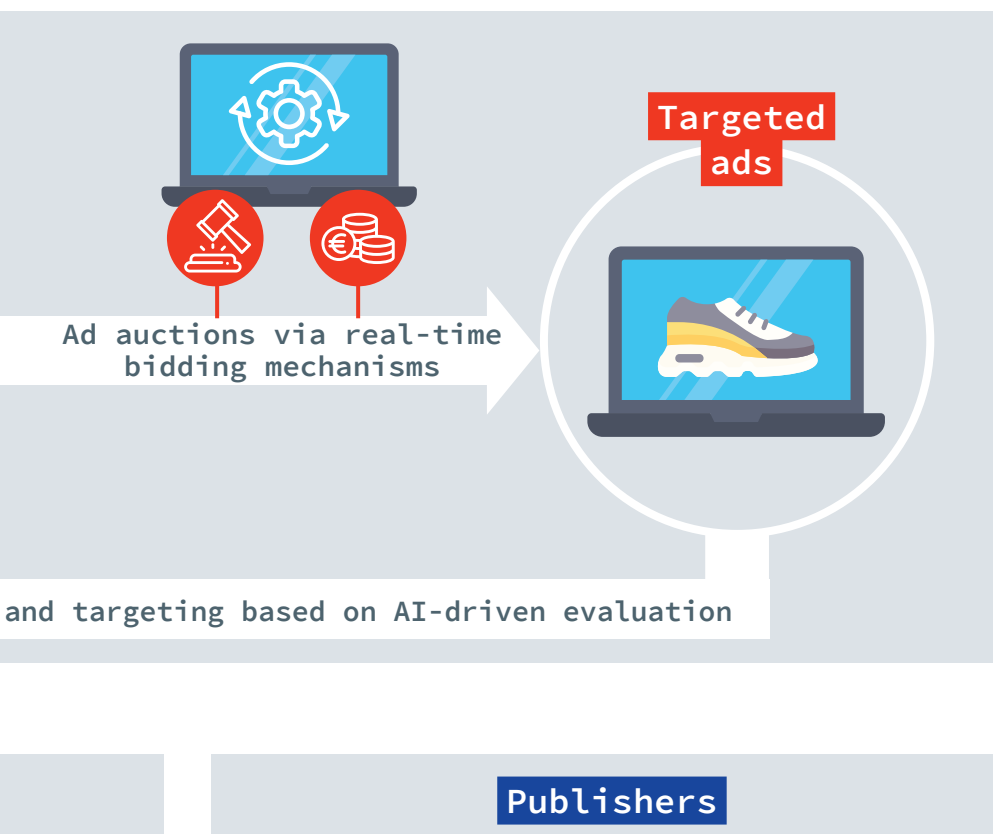 Targeted
ads
Ad auctions via real-time
bidding mechanisms
and targeting based on AI-driven evaluation
Publishers